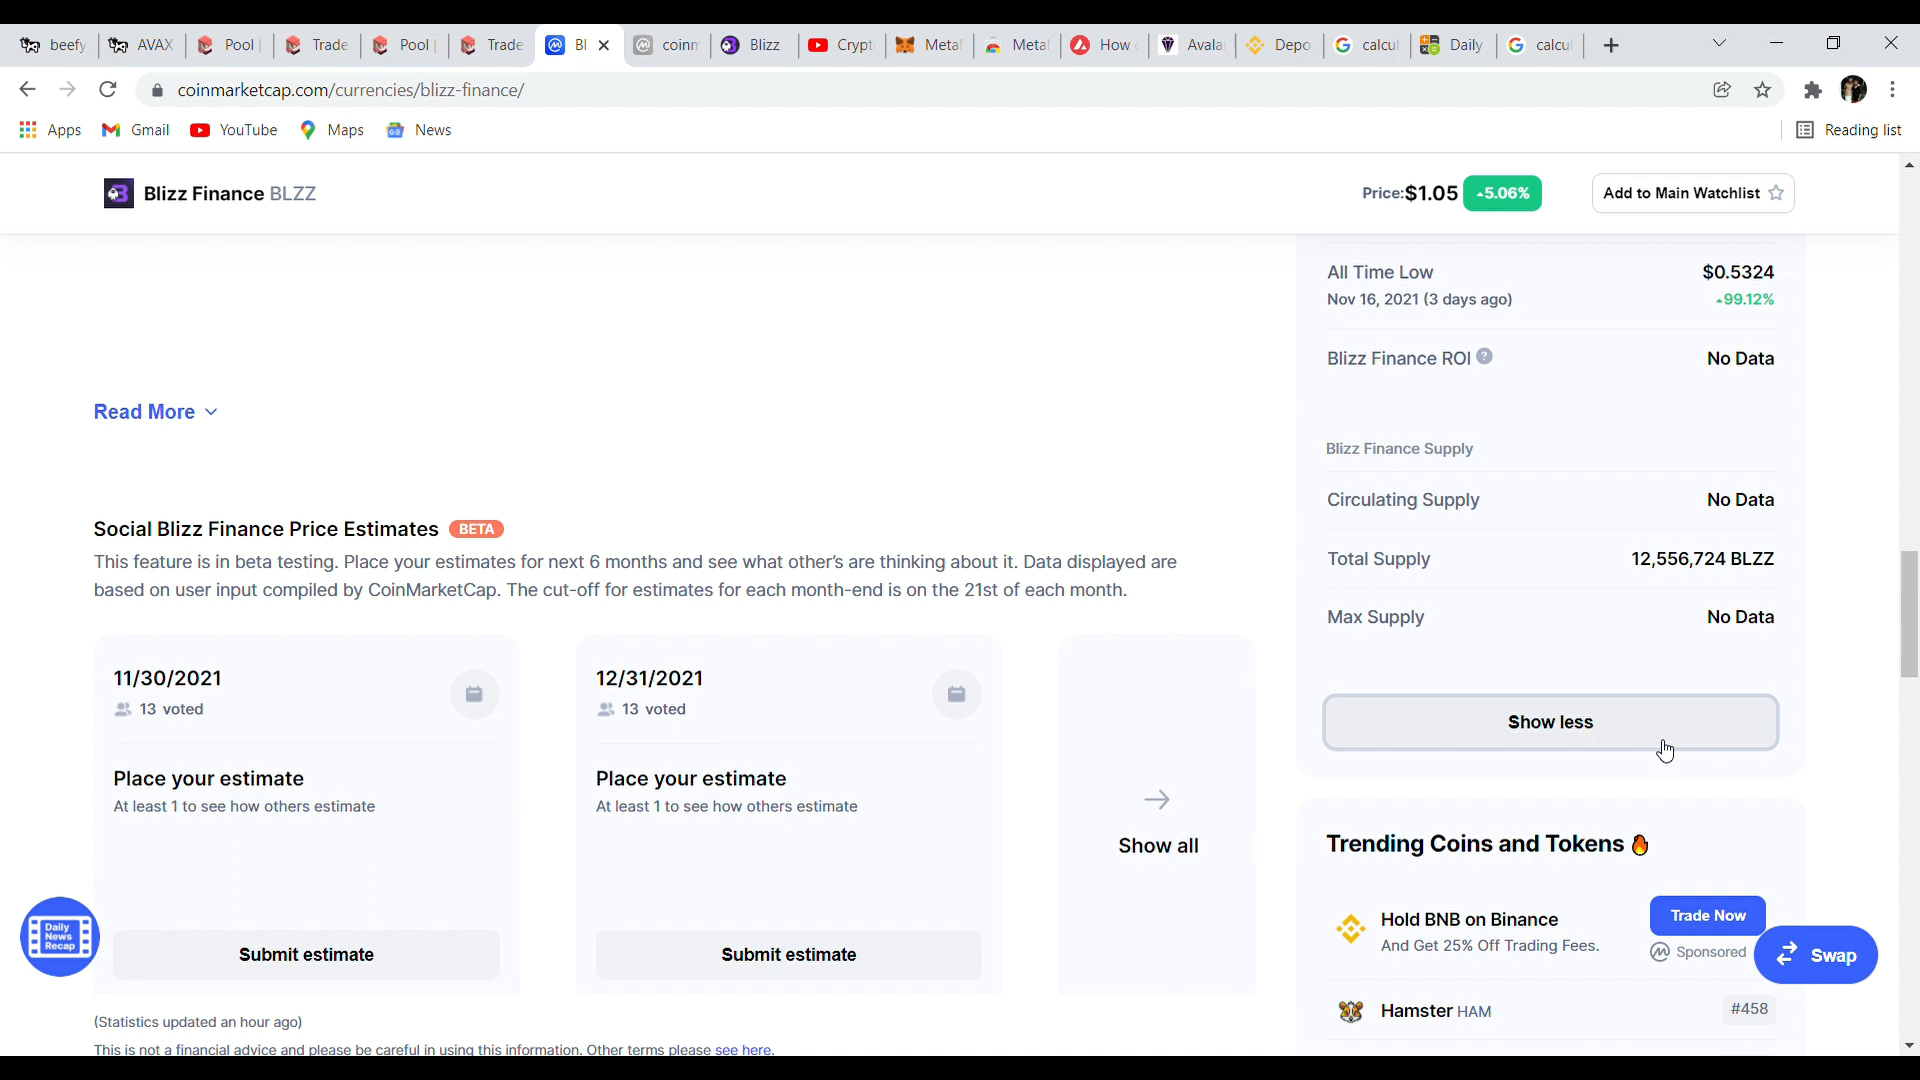 beefy
AVAX
Pool
Trade
Pool
Trade
Bl
coinm
Blizz
Crypt
Meta
Meta
How
Avala
Depo
calcul
Daily
calcul
coinmarketcap.com/currencies/blizz-finance/
Apps
Gmail
YouTube
Maps
News
Reading list
Blizz Finance BLZZ
Price:$1.05
5.06%
Add to Main Watchlist
All Time Low
$0.5324
Nov 16, 2021 (3 days ago)
99.12%
Blizz Finance ROI ?
No Data
Read More
Blizz Finance Supply
Circulating Supply
No Data
Total Supply
12,556,724 BLZZ
Max Supply
No Data
Show less
Social Blizz Finance Price Estimates BETA
This feature is in beta testing. Place your estimates for next 6 months and see what other's are thinking about it. Data displayed are
based on user input compiled by CoinMarketCap. The cut-off for estimates for each month-end is on the 21st of each month.
11/30/2021
13 voted
Place your estimate
At least 1 to see how others estimate
Submit estimate
12/31/2021
13 voted
Place your estimate
At least 1 to see how others estimate
Submit estimate
Show all
Trending Coins and Tokens
Hold BNB on Binance
And Get 25% Off Trading Fees.
Trade Now
Sponsored
Swap
Hamster HAM
#458
Daily
News
Recap
(Statistics updated an hour ago)
This is not a financial advice and please be careful in using this information. Other terms please see here.